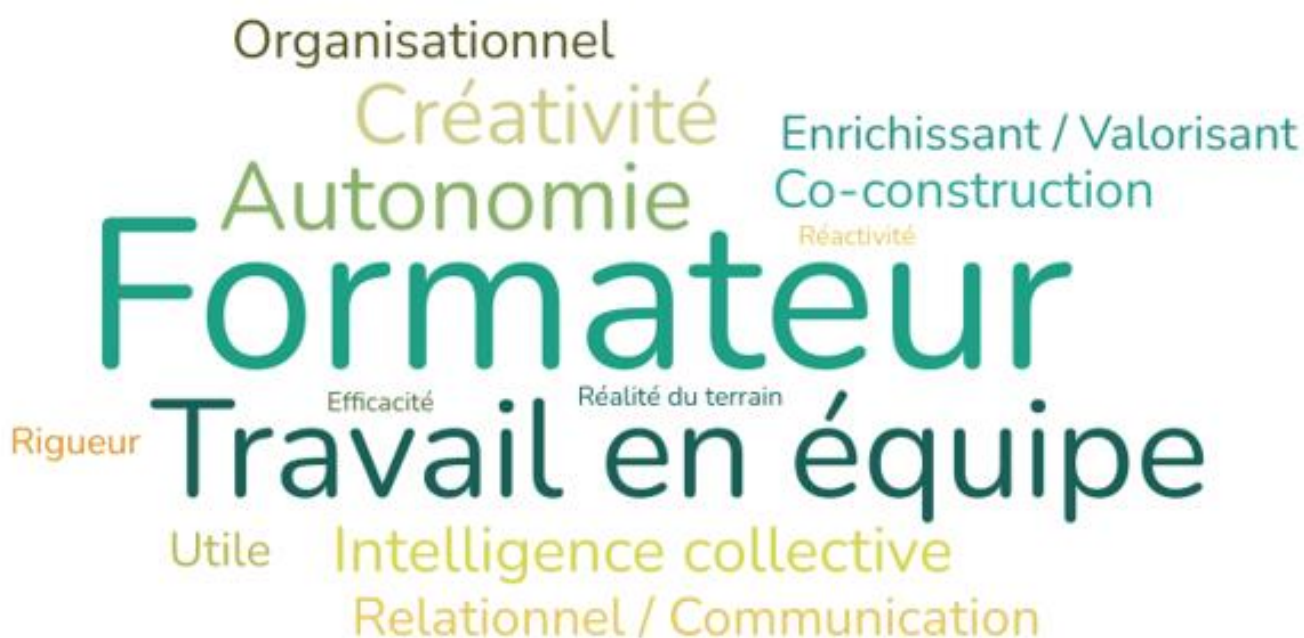 Organisationnel
Créativité
Enrichissant / Valorisant
Autonomie
Co-construction
Réactivité
Formateur
Efficacité
Réalité du terrain
Rigueur
Travail en équipe
Utile
Intelligence collective
Relationnel / Communication